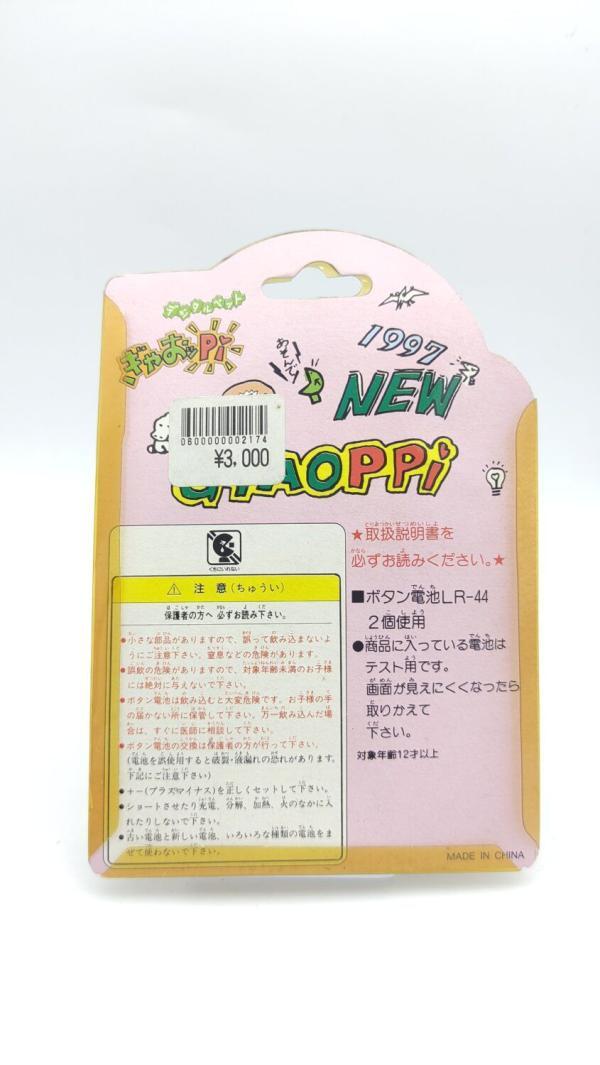 デジタルペット
ぎゃおッPi
あそんで!
1997
NEW
GYAOPPi
0600000002174
¥3,000
くちにいれない
⚠ 注意(ちゅうい)
保護者の方へ 必ずお読み下さい。
●小さな部品がありますので、誤って飲み込まないよ
うにご注意下さい。窒息などの危険があります。
●誤飲の危険がありますので、対象年齢未満のお子様
には絶対に与えないで下さい。
●ボタン電池は飲み込むと大変危険です。お子様の手
の届かない所に保管して下さい。万一飲み込んだ場
合は、すぐに医師に相談して下さい。
●ボタン電池の交換は保護者の方が行って下さい。
(電池を誤使用すると破裂・液漏れの恐れがあります。
下記にご注意下さい)
●+−(プラスマイナス)を正しくセットして下さい。
●ショートさせたり充電、分解、加熱、火のなかに入
れたりしないで下さい。
●古い電池と新しい電池、いろいろな種類の電池をま
ぜて使わないで下さい。
★取扱説明書を
必ずお読みください。★
■ボタン電池LR-44
2個使用
●商品に入っている電池は
テスト用です。
画面が見えにくくなったら
取りかえて
下さい。
対象年齢12才以上
MADE IN CHINA